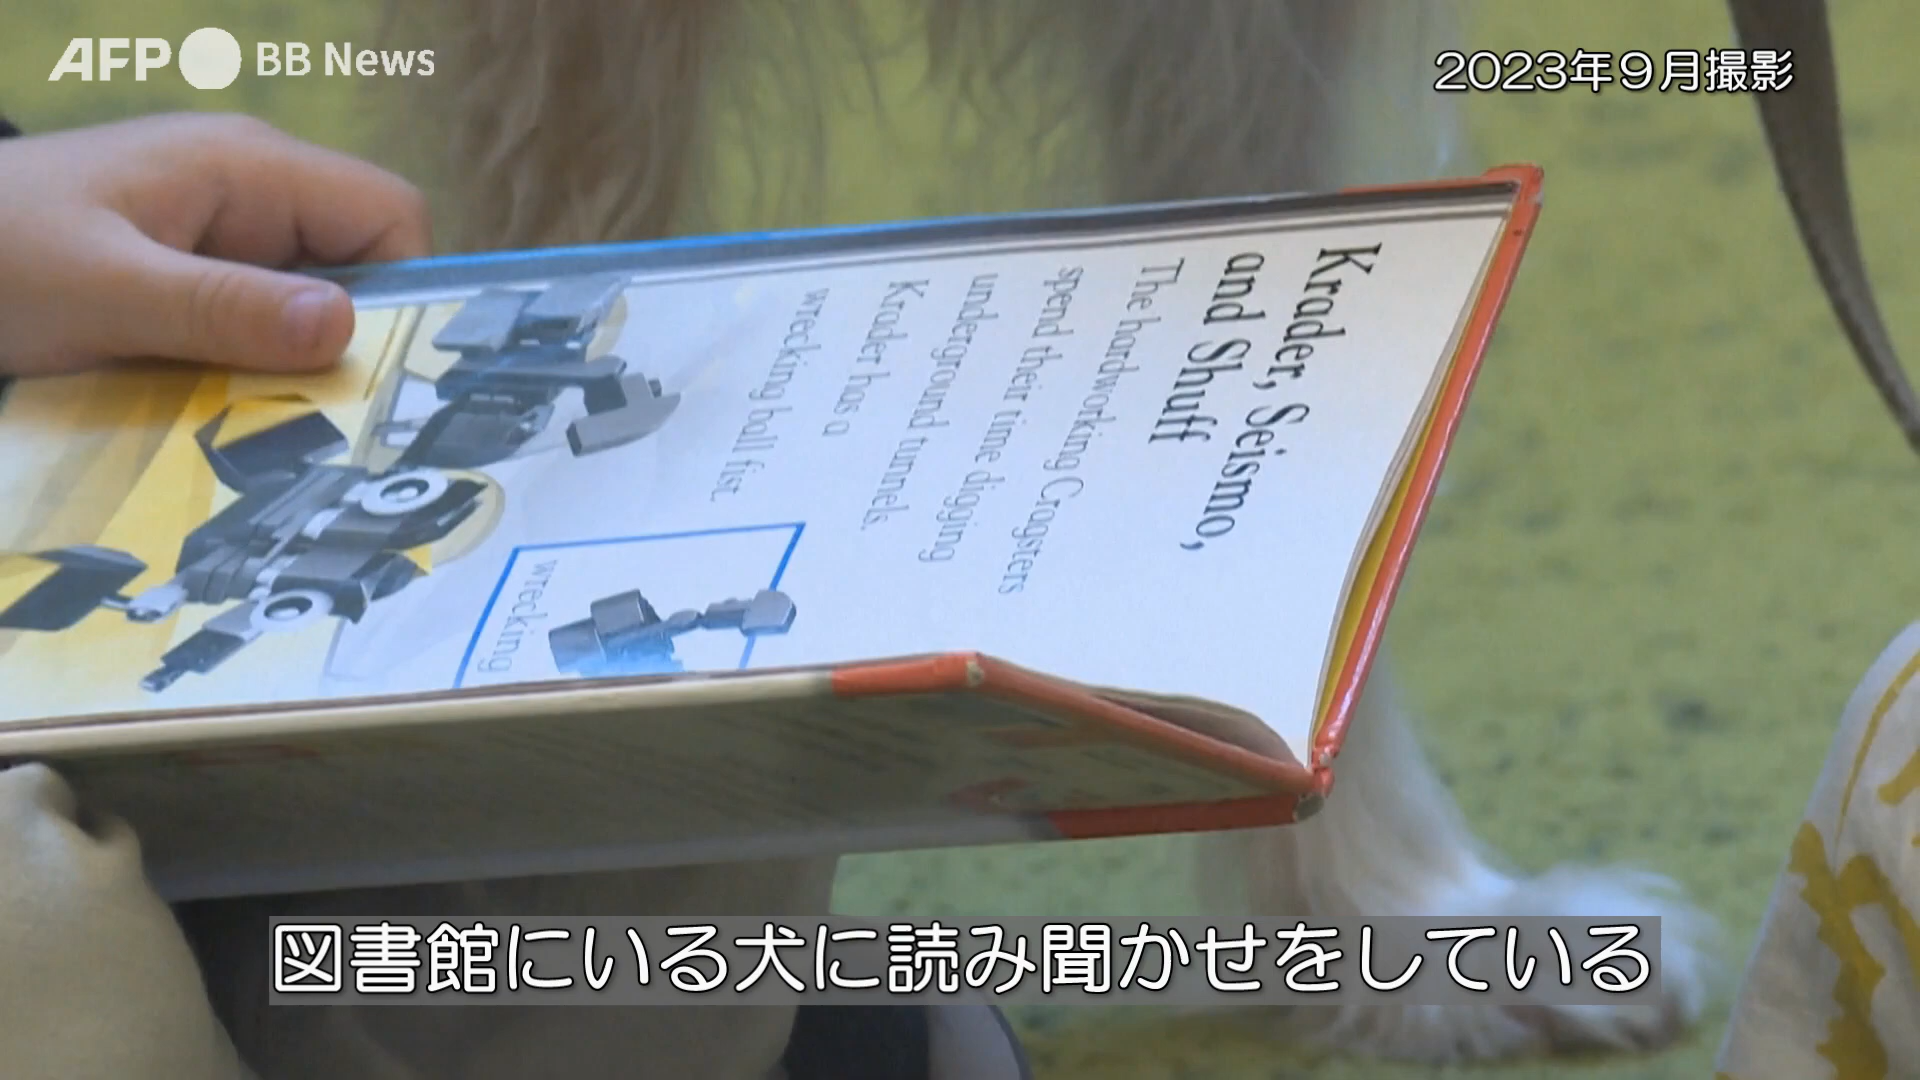 AFP BB News
2023年9月撮影
Krader, Seismo,
and Shuff
The hardworking Cragsters
spend their time digging
underground tunnels.
Krader has a
wrecking ball fist.
wrecking
図書館にいる犬に読み聞かせをしている